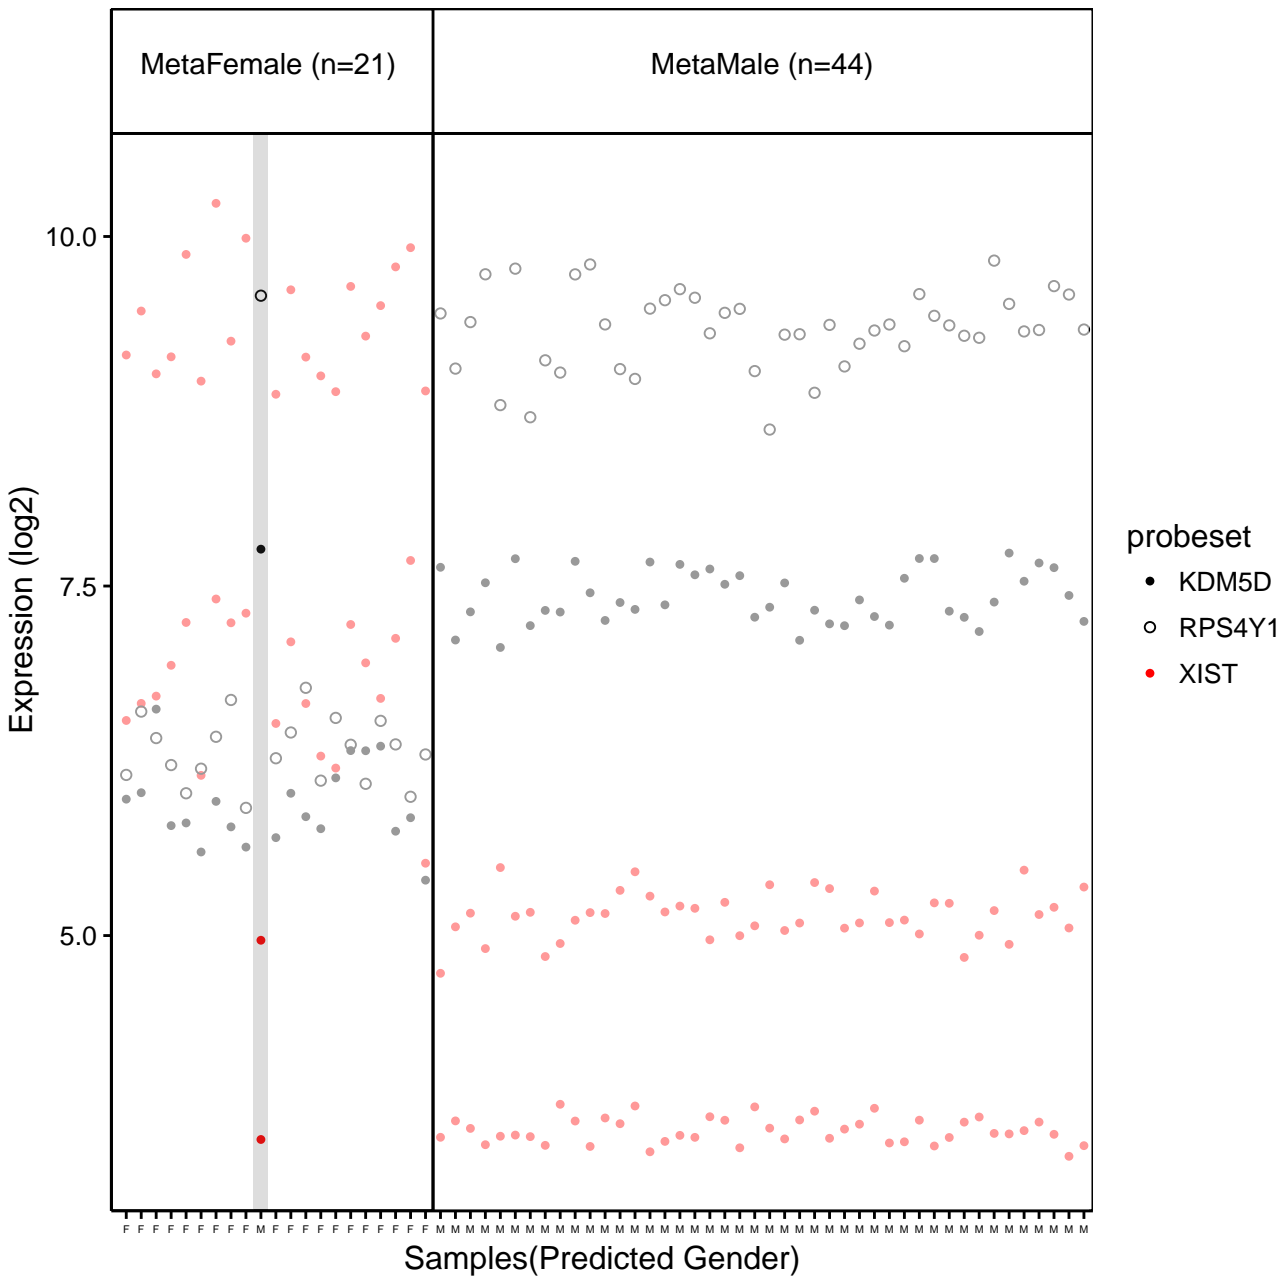 MetaFemale (n=21) MetaMale (n=44)
10.0
7.5
5.0
Expression (log2)
probeset
KDM5D
RPS4Y1
XIST
F F F F F F F F F M F F F F F F F F F F F M M M M M M M M M M M M M M M M M M M M M M M M M M M M M M M M M M M M M M M M M M M M
Samples(Predicted Gender)